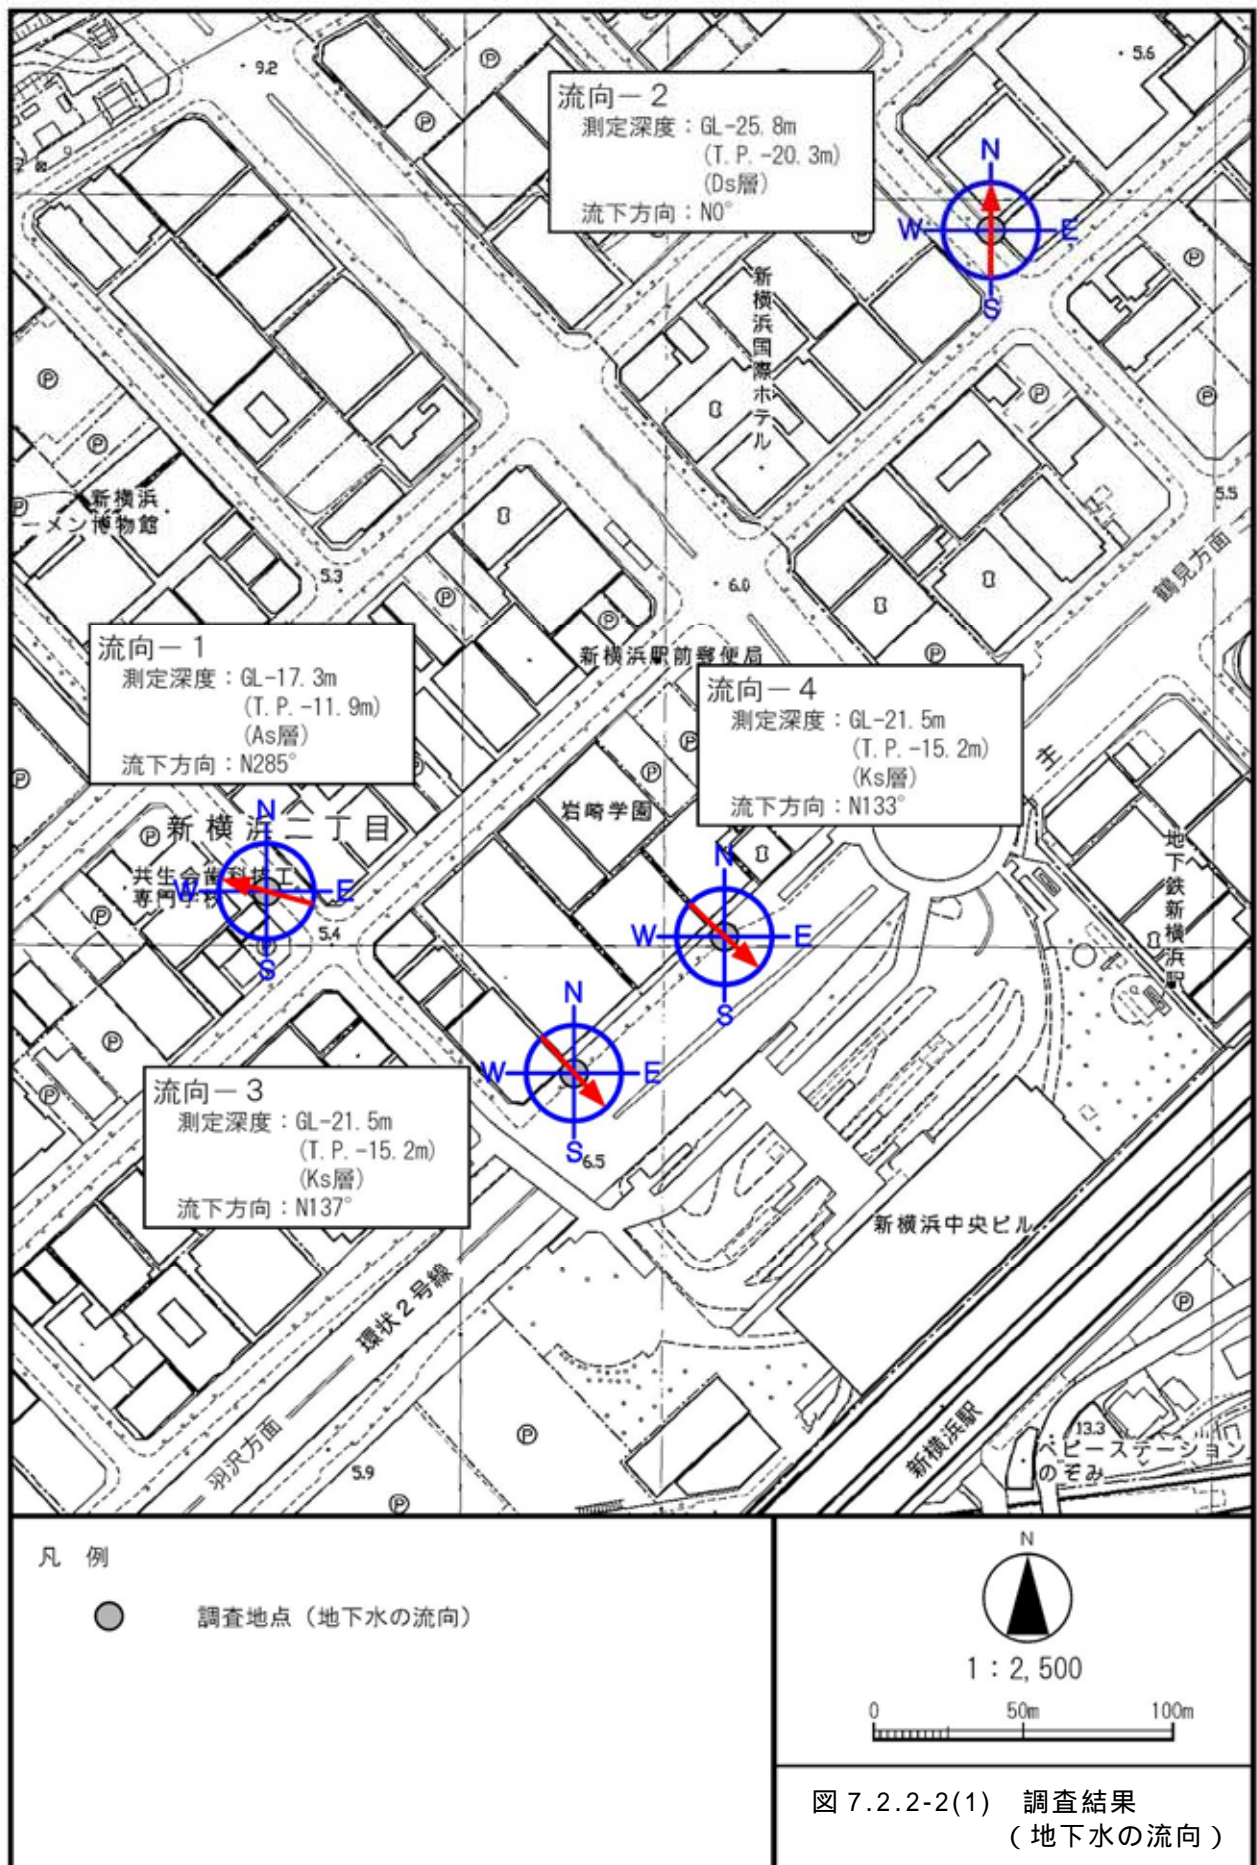 9.2
5.6
流向－2
測定深度：GL-25.8m
(T.P.-20.3m)
(Ds層)
流下方向：N0°
N
W
E
S
新横浜国際ホテル
新横浜
ーメン博物館
5.5
鶴見方面
5.3
6.0
新横浜駅前郵便局
流向－1
測定深度：GL-17.3m
(T.P.-11.9m)
(As層)
流下方向：N285°
流向－4
測定深度：GL-21.5m
(T.P.-15.2m)
(Ks層)
流下方向：N133°
岩崎学園
新横浜二丁目
共生会歯科技工
専門学校
N
W
E
S
5.4
N
W
E
S
地下鉄新横浜駅
N
W
E
S
6.5
流向－3
測定深度：GL-21.5m
(T.P.-15.2m)
(Ks層)
流下方向：N137°
新横浜中央ビル
環状2号線
羽沢方面
5.9
新横浜駅
13.3
ベビーステーション
のぞみ
凡 例
調査地点（地下水の流向）
N
1：2,500
0 50m 100m
図 7.2.2-2(1) 調査結果
（地下水の流向）